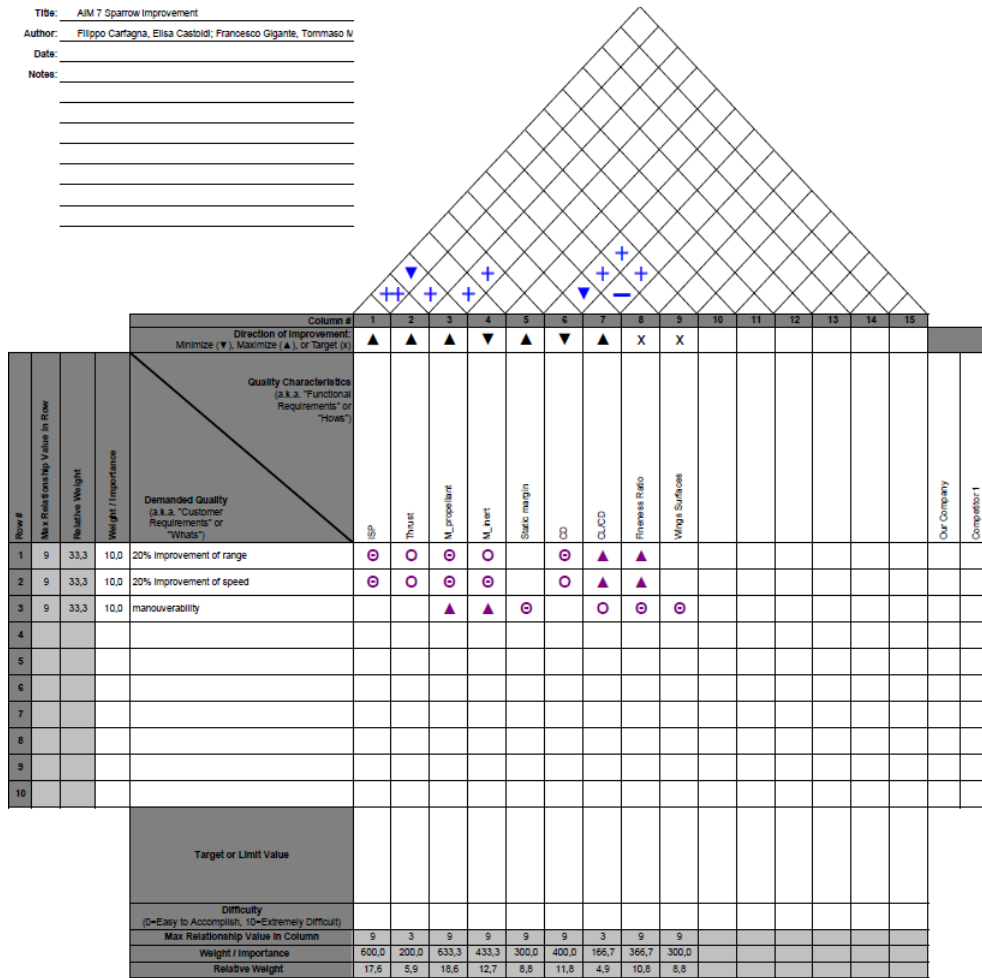 Title: AIM 7 Sparrow Improvement
Author: Filippo Carfagna, Elisa Castoldi; Francesco Gigante, Tommaso M
Date:
Notes:
++ ▼ + + + ▼ + + − +
Column # 1 2 3 4 5 6 7 8 9 10 11 12 13 14 15
Direction of Improvement:
Minimize (▼), Maximize (▲), or Target (x) ▲ ▲ ▲ ▼ ▲ ▼ ▲ x x
Row #
Max Relationship Value in Row
Relative Weight
Weight / Importance
Quality Characteristics
(a.k.a. "Functional
Requirements" or
"Hows")
Demanded Quality
(a.k.a. "Customer
Requirements" or
"Whats")
ISP
Thrust
M_propellant
M_inert
Static margin
CD
CL/CD
Fineness Ratio
Wings Surfaces
Our Company
Competitor 1
1 9 33,3 10,0 20% improvement of range Θ Ο Θ Ο Θ ▲ ▲
2 9 33,3 10,0 20% improvement of speed Θ Ο Θ Θ Ο ▲ ▲
3 9 33,3 10,0 manouverability ▲ ▲ Θ Ο Θ Θ
4
5
6
7
8
9
10
Target or Limit Value
Difficulty
(0=Easy to Accomplish, 10=Extremely Difficult)
Max Relationship Value in Column 9 3 9 9 9 9 3 9 9
Weight / Importance 600,0 200,0 633,3 433,3 300,0 400,0 166,7 366,7 300,0
Relative Weight 17,6 5,9 18,6 12,7 8,8 11,8 4,9 10,8 8,8